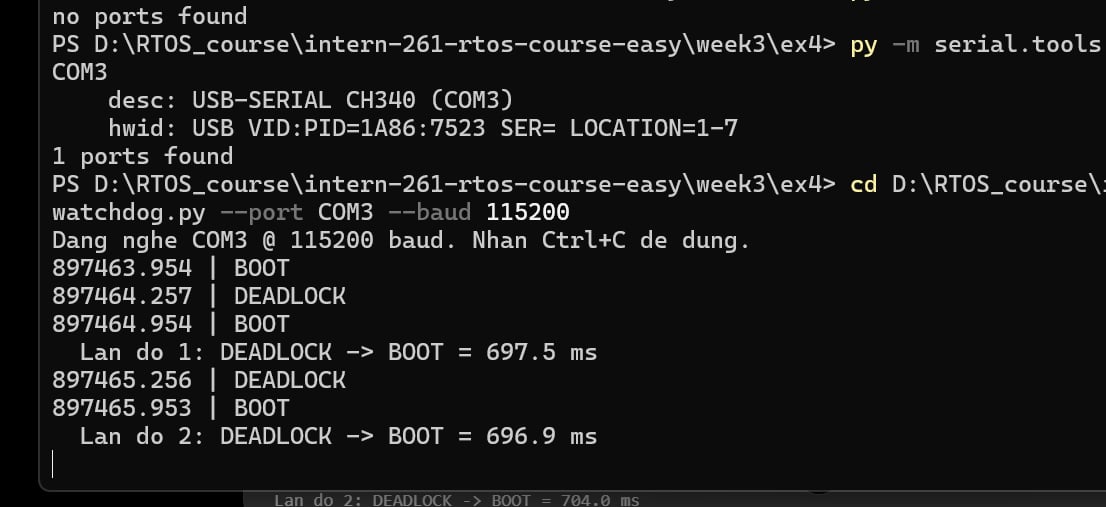 no ports found
PS D:\RTOS_course\intern-261-rtos-course-easy\week3\ex4> py -m serial.tools
COM3
    desc: USB-SERIAL CH340 (COM3)
    hwid: USB VID:PID=1A86:7523 SER= LOCATION=1-7
1 ports found
PS D:\RTOS_course\intern-261-rtos-course-easy\week3\ex4> cd D:\RTOS_course\
watchdog.py --port COM3 --baud 115200
Dang nghe COM3 @ 115200 baud. Nhan Ctrl+C de dung.
897463.954 | BOOT
897464.257 | DEADLOCK
897464.954 | BOOT
  Lan do 1: DEADLOCK -> BOOT = 697.5 ms
897465.256 | DEADLOCK
897465.953 | BOOT
  Lan do 2: DEADLOCK -> BOOT = 696.9 ms
Lan do 2: DEADLOCK -> BOOT = 704.0 ms